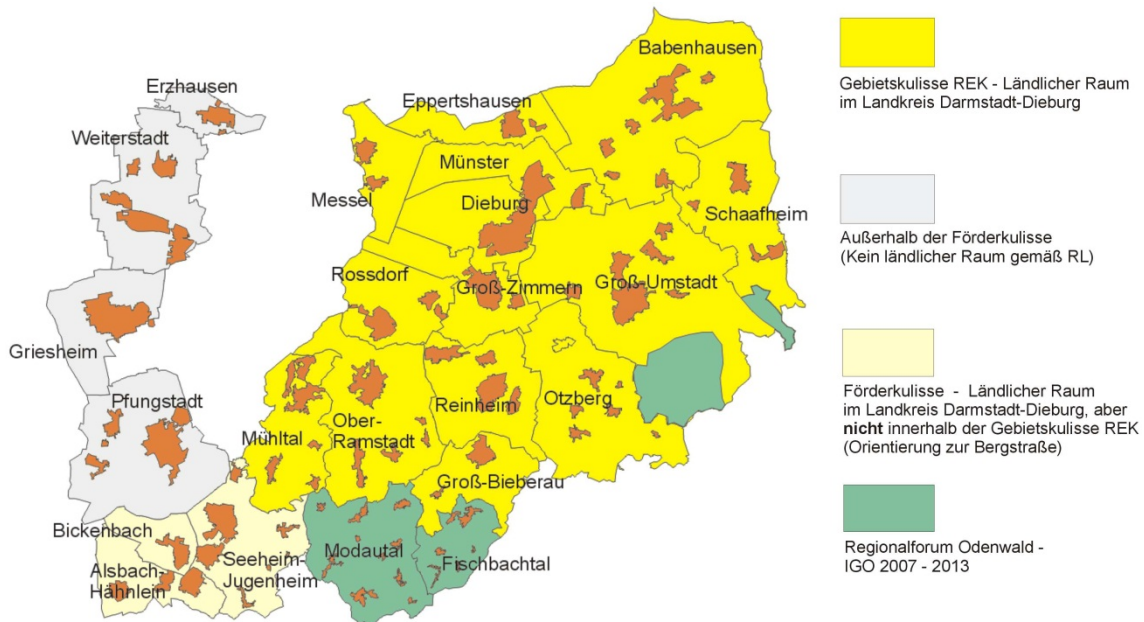 Babenhausen
Erzhausen
Eppertshausen
Weiterstadt
Münster
Messel
Dieburg
Schaafheim
Rossdorf
Groß-Zimmern
Groß-Umstadt
Griesheim
Pfungstadt
Reinheim
Otzberg
Mühltal
Ober-
Ramstadt
Groß-Bieberau
Bickenbach
Modautal
Fischbachtal
Seeheim-
Jugenheim
Alsbach-
Hähnlein
Gebietskulisse REK - Ländlicher Raum
im Landkreis Darmstadt-Dieburg
Außerhalb der Förderkulisse
(Kein ländlicher Raum gemäß RL)
Förderkulisse - Ländlicher Raum
im Landkreis Darmstadt-Dieburg, aber
nicht innerhalb der Gebietskulisse REK
(Orientierung zur Bergstraße)
Regionalforum Odenwald -
IGO 2007 - 2013